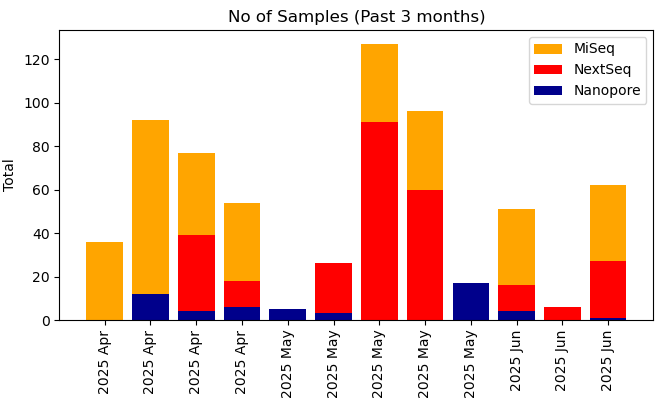 No of Samples (Past 3 months)
MiSeq
NextSeq
Nanopore
Total
120
100
80
60
40
20
0
2025 Apr
2025 Apr
2025 Apr
2025 Apr
2025 May
2025 May
2025 May
2025 May
2025 May
2025 Jun
2025 Jun
2025 Jun